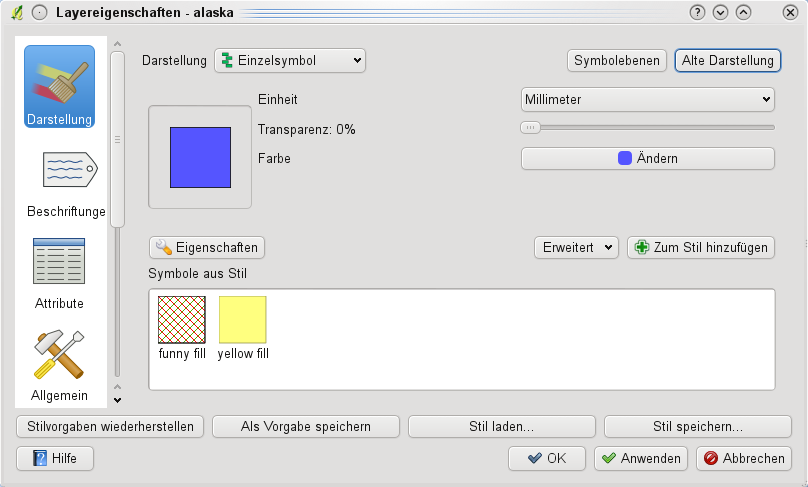 Layereigenschaften - alaska
Darstellung
Beschriftunge
Attribute
Allgemein
Darstellung Einzelsymbol Symbolebenen Alte Darstellung
Einheit Millimeter
Transparenz: 0%
Farbe Ändern
Eigenschaften Erweitert Zum Stil hinzufügen
Symbole aus Stil
funny fill yellow fill
Stilvorgaben wiederherstellen Als Vorgabe speichern Stil laden... Stil speichern...
Hilfe OK Anwenden Abbrechen